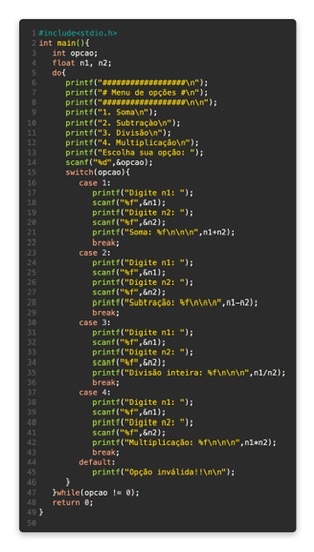 1 #include<stdio.h>
2 int main(){
3 int opcao;
4 float n1, n2;
5 do{
6 printf("##################\n");
7 printf("# Menu de opções #\n");
8 printf("##################\n\n");
9 printf("1. Soma\n");
10 printf("2. Subtração\n");
11 printf("3. Divisão\n");
12 printf("4. Multiplicação\n");
13 printf("Escolha sua opção: ");
14 scanf("%d",&opcao);
15 switch(opcao){
16 case 1:
17 printf("Digite n1: ");
18 scanf("%f",&n1);
19 printf("Digite n2: ");
20 scanf("%f",&n2);
21 printf("Soma: %f\n\n\n",n1+n2);
22 break;
23 case 2:
24 printf("Digite n1: ");
25 scanf("%f",&n1);
26 printf("Digite n2: ");
27 scanf("%f",&n2);
28 printf("Subtração: %f\n\n\n",n1-n2);
29 break;
30 case 3:
31 printf("Digite n1: ");
32 scanf("%f",&n1);
33 printf("Digite n2: ");
34 scanf("%f",&n2);
35 printf("Divisão inteira: %f\n\n\n",n1/n2);
36 break;
37 case 4:
38 printf("Digite n1: ");
39 scanf("%f",&n1);
40 printf("Digite n2: ");
41 scanf("%f",&n2);
42 printf("Multiplicação: %f\n\n\n",n1*n2);
43 break;
44 default:
45 printf("Opção inválida!!\n\n");
46 }
47 }while(opcao != 0);
48 return 0;
49 }
50